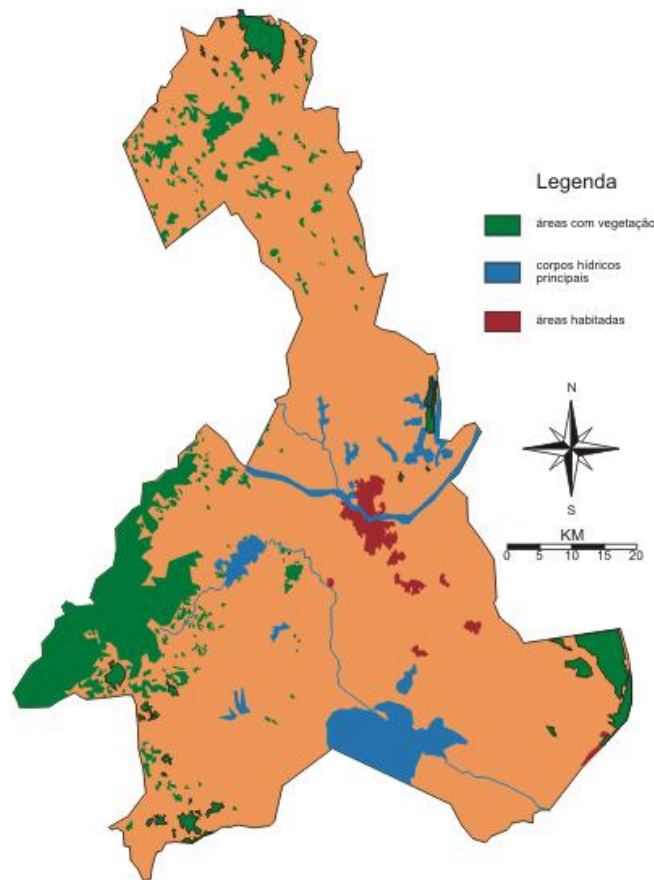 Legenda
áreas com vegetação
corpos hídricos
principais
áreas habitadas
N
S
KM
0 5 10 15 20